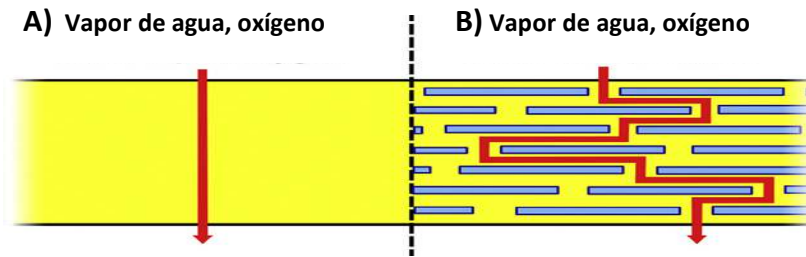 A) Vapor de agua, oxígeno
B) Vapor de agua, oxígeno